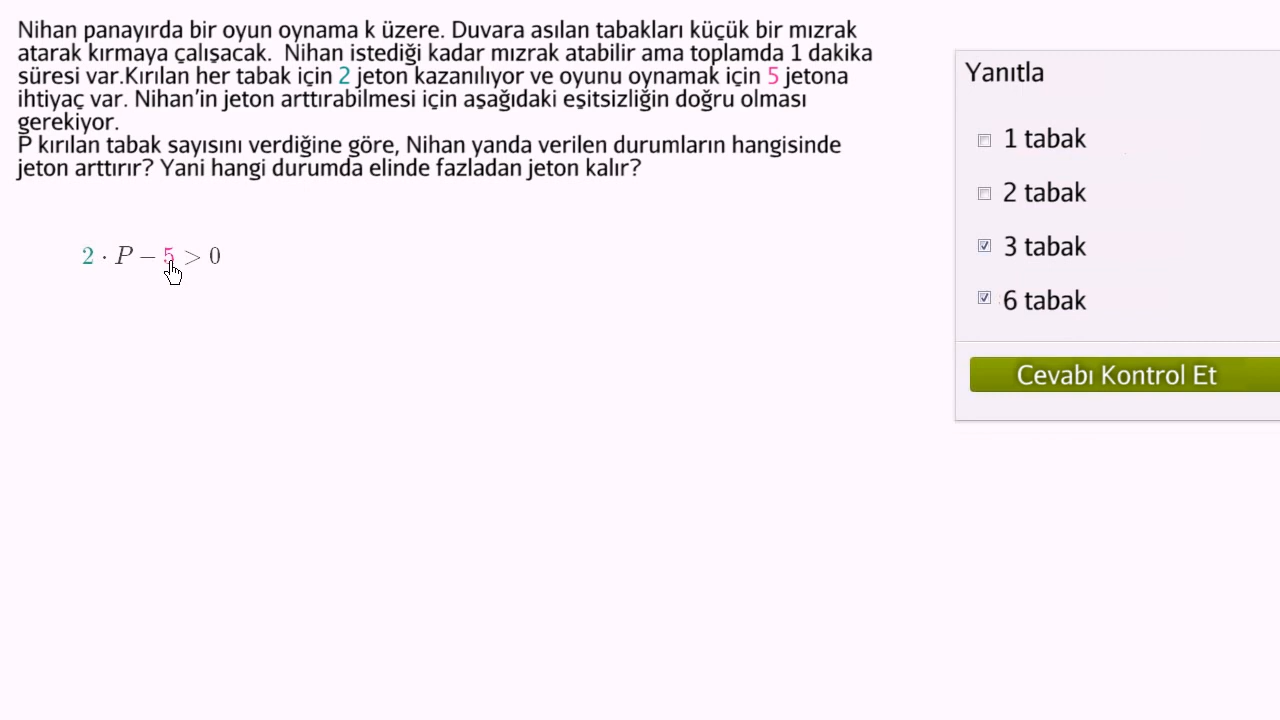 Nihan panayırda bir oyun oynama k üzere. Duvara asılan tabakları küçük bir mızrak
atarak kırmaya çalışacak.  Nihan istediği kadar mızrak atabilir ama toplamda 1 dakika
süresi var.Kırılan her tabak için 2 jeton kazanılıyor ve oyunu oynamak için 5 jetona
ihtiyaç var. Nihan'in jeton arttırabilmesi için aşağıdaki eşitsizliğin doğru olması
gerekiyor.
P kırılan tabak sayısını verdiğine göre, Nihan yanda verilen durumların hangisinde
jeton arttırır? Yani hangi durumda elinde fazladan jeton kalır?
2 · P − 5 > 0
Yanıtla
1 tabak
2 tabak
3 tabak
6 tabak
Cevabı Kontrol Et